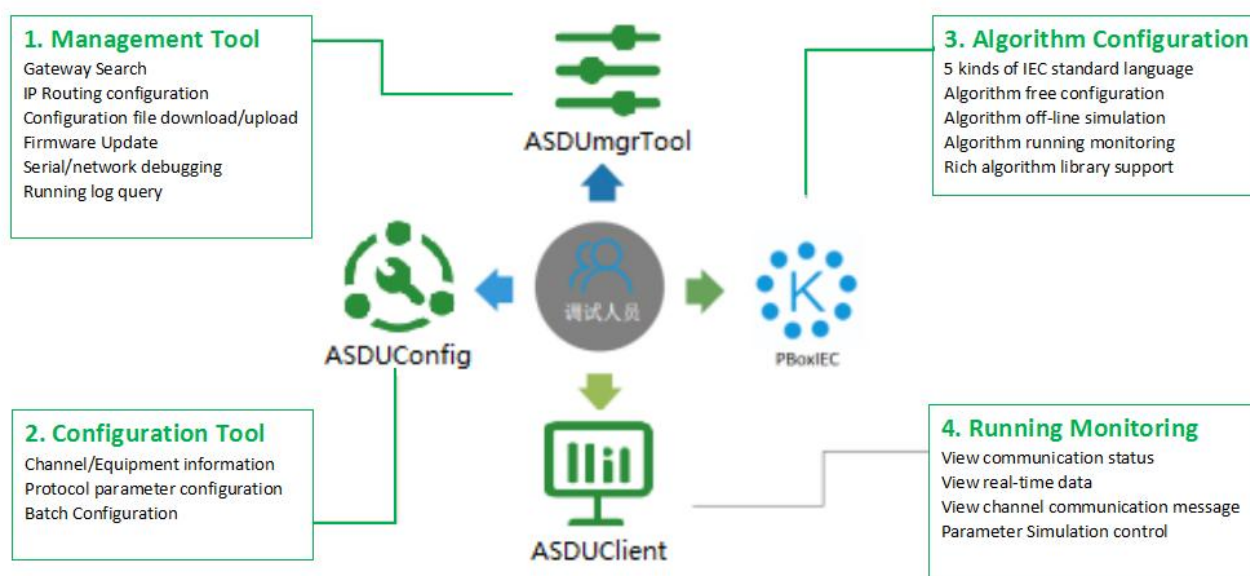 1. Management Tool
Gateway Search
IP Routing configuration
Configuration file download/upload
Firmware Update
Serial/network debugging
Running log query
ASDUmgrTool
3. Algorithm Configuration
5 kinds of IEC standard language
Algorithm free configuration
Algorithm off-line simulation
Algorithm running monitoring
Rich algorithm library support
ASDUConfig
调试人员
K
PBoxIEC
2. Configuration Tool
Channel/Equipment information
Protocol parameter configuration
Batch Configuration
ASDUClient
4. Running Monitoring
View communication status
View real-time data
View channel communication message
Parameter Simulation control